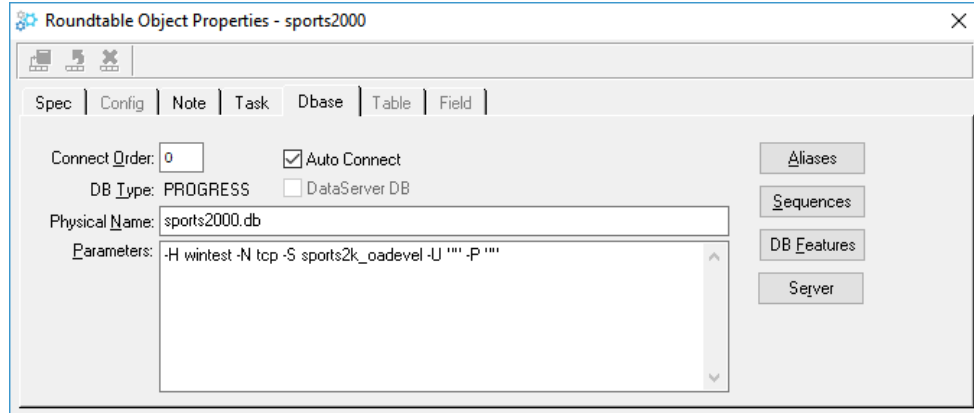 Roundtable Object Properties - sports2000
Spec Config Note Task Dbase Table Field
Connect Order: 0 Auto Connect Aliases
DB Type: PROGRESS DataServer DB
Sequences
Physical Name: sports2000.db
Parameters: -H wintest -N tcp -S sports2k_oadevel -U """" -P """" DB Features
Server